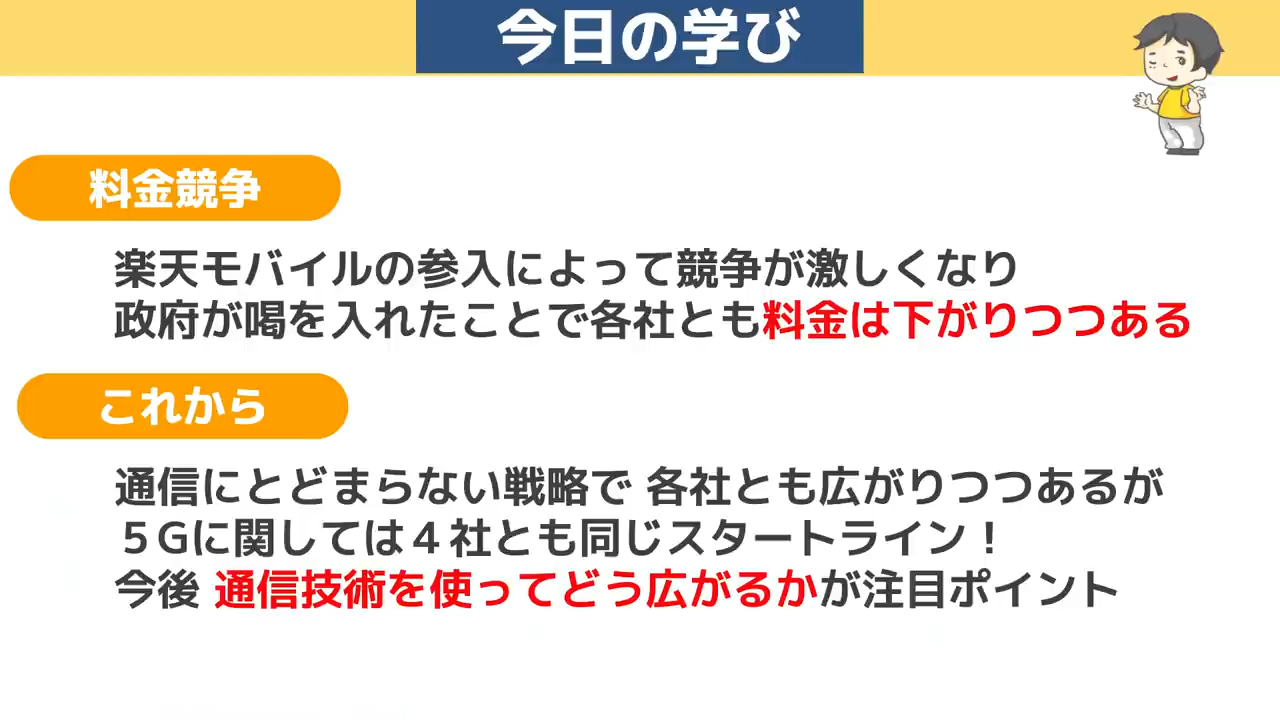 今日の学び
料金競争
楽天モバイルの参入によって競争が激しくなり
政府が喝を入れたことで各社とも料金は下がりつつある
これから
通信にとどまらない戦略で 各社とも広がりつつあるが
５Gに関しては４社とも同じスタートライン！
今後 通信技術を使ってどう広がるかが注目ポイント